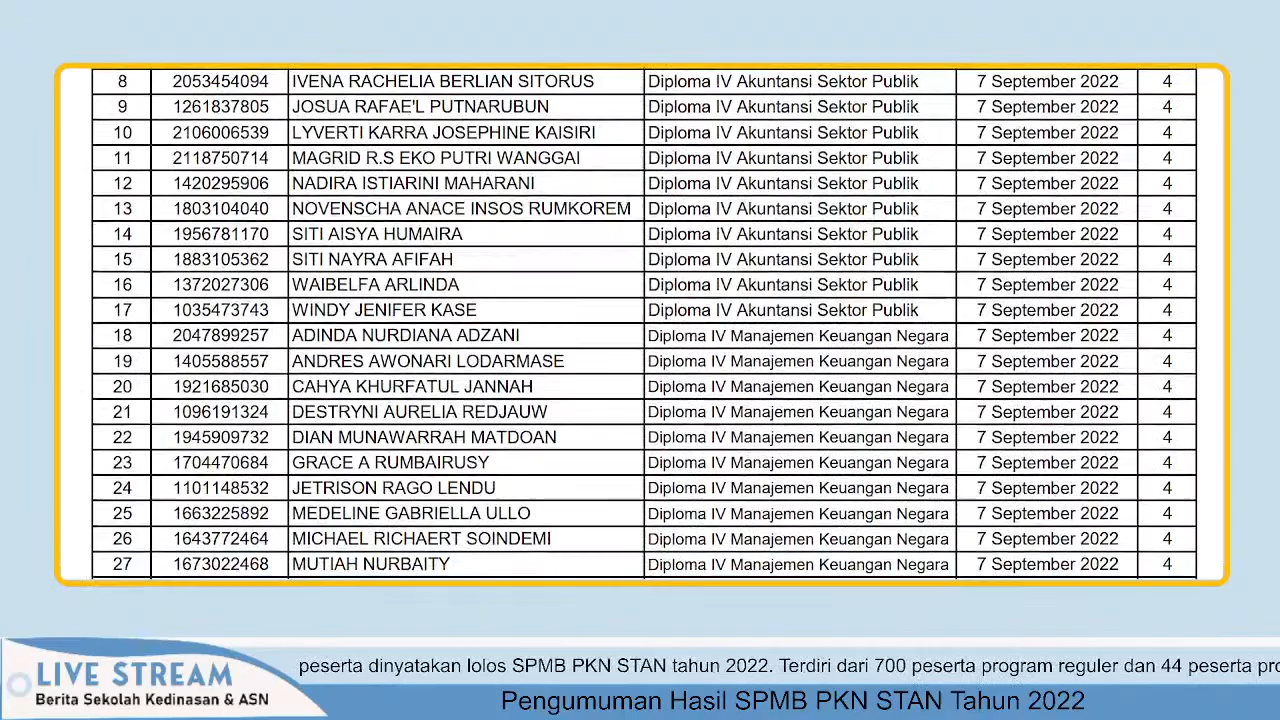 8 2053454094 IVENA RACHELIA BERLIAN SITORUS Diploma IV Akuntansi Sektor Publik 7 September 2022 4
9 1261837805 JOSUA RAFAE'L PUTNARUBUN Diploma IV Akuntansi Sektor Publik 7 September 2022 4
10 2106006539 LYVERTI KARRA JOSEPHINE KAISIRI Diploma IV Akuntansi Sektor Publik 7 September 2022 4
11 2118750714 MAGRID R.S EKO PUTRI WANGGAI Diploma IV Akuntansi Sektor Publik 7 September 2022 4
12 1420295906 NADIRA ISTIARINI MAHARANI Diploma IV Akuntansi Sektor Publik 7 September 2022 4
13 1803104040 NOVENSCHA ANACE INSOS RUMKOREM Diploma IV Akuntansi Sektor Publik 7 September 2022 4
14 1956781170 SITI AISYA HUMAIRA Diploma IV Akuntansi Sektor Publik 7 September 2022 4
15 1883105362 SITI NAYRA AFIFAH Diploma IV Akuntansi Sektor Publik 7 September 2022 4
16 1372027306 WAIBELFA ARLINDA Diploma IV Akuntansi Sektor Publik 7 September 2022 4
17 1035473743 WINDY JENIFER KASE Diploma IV Akuntansi Sektor Publik 7 September 2022 4
18 2047899257 ADINDA NURDIANA ADZANI Diploma IV Manajemen Keuangan Negara 7 September 2022 4
19 1405588557 ANDRES AWONARI LODARMASE Diploma IV Manajemen Keuangan Negara 7 September 2022 4
20 1921685030 CAHYA KHURFATUL JANNAH Diploma IV Manajemen Keuangan Negara 7 September 2022 4
21 1096191324 DESTRYNI AURELIA REDJAUW Diploma IV Manajemen Keuangan Negara 7 September 2022 4
22 1945909732 DIAN MUNAWARRAH MATDOAN Diploma IV Manajemen Keuangan Negara 7 September 2022 4
23 1704470684 GRACE A RUMBAIRUSY Diploma IV Manajemen Keuangan Negara 7 September 2022 4
24 1101148532 JETRISON RAGO LENDU Diploma IV Manajemen Keuangan Negara 7 September 2022 4
25 1663225892 MEDELINE GABRIELLA ULLO Diploma IV Manajemen Keuangan Negara 7 September 2022 4
26 1643772464 MICHAEL RICHAERT SOINDEMI Diploma IV Manajemen Keuangan Negara 7 September 2022 4
27 1673022468 MUTIAH NURBAITY Diploma IV Manajemen Keuangan Negara 7 September 2022 4
LIVE STREAM
Berita Sekolah Kedinasan & ASN
peserta dinyatakan lolos SPMB PKN STAN tahun 2022. Terdiri dari 700 peserta program reguler dan 44 peserta pro
Pengumuman Hasil SPMB PKN STAN Tahun 2022